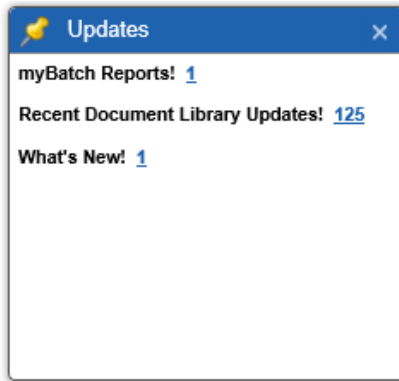 Updates
myBatch Reports! 1
Recent Document Library Updates! 125
What's New! 1